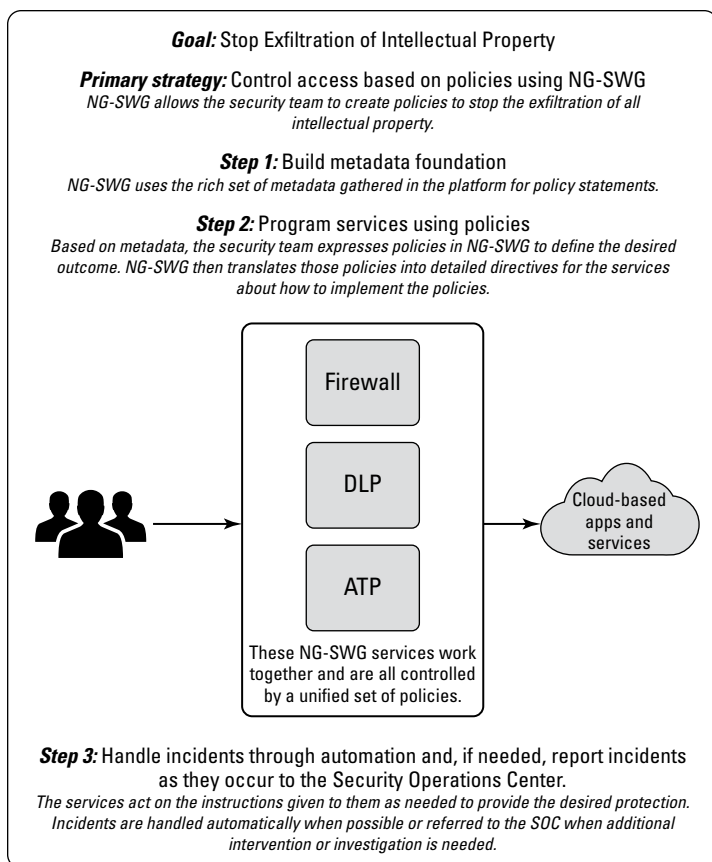 Goal: Stop Exfiltration of Intellectual Property
Primary strategy: Control access based on policies using NG-SWG
NG-SWG allows the security team to create policies to stop the exfiltration of all
intellectual property.
Step 1: Build metadata foundation
NG-SWG uses the rich set of metadata gathered in the platform for policy statements.
Step 2: Program services using policies
Based on metadata, the security team expresses policies in NG-SWG to define the desired
outcome. NG-SWG then translates those policies into detailed directives for the services
about how to implement the policies.
Firewall
DLP
ATP
These NG-SWG services work
together and are all controlled
by a unified set of policies.
Cloud-based
apps and
services
Step 3: Handle incidents through automation and, if needed, report incidents
as they occur to the Security Operations Center.
The services act on the instructions given to them as needed to provide the desired protection.
Incidents are handled automatically when possible or referred to the SOC when additional
intervention or investigation is needed.